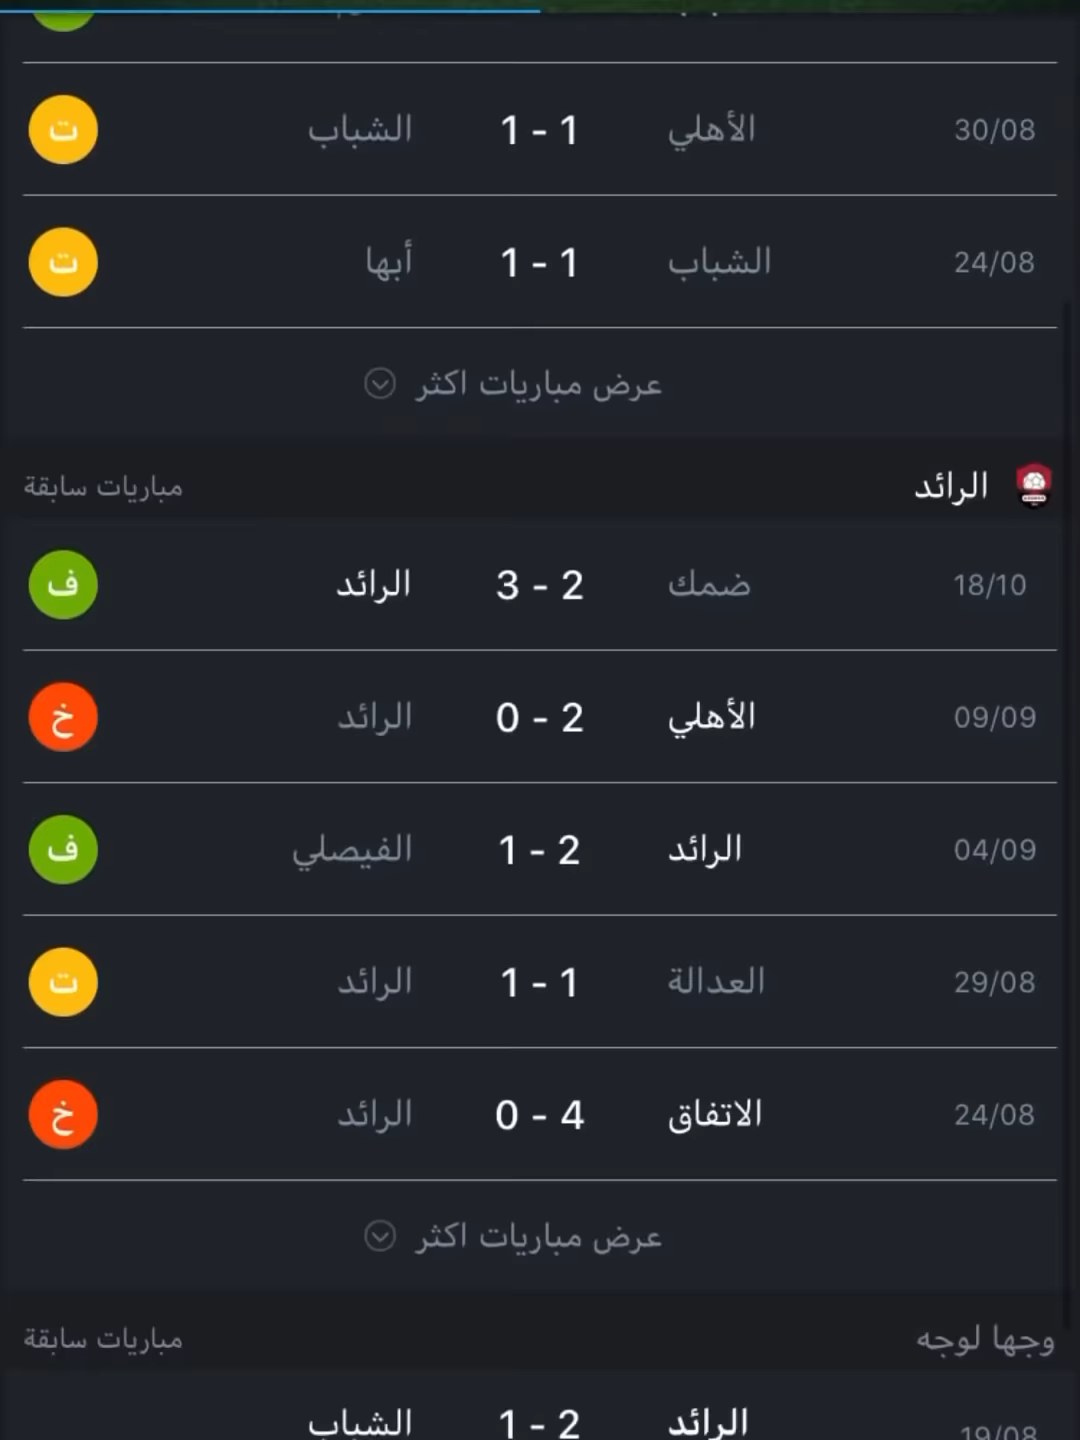 30/08 الأهلي 1 - 1 الشباب ت
24/08 الشباب 1 - 1 أبها ت
عرض مباريات اكثر
الرائد مباريات سابقة
18/10 ضمك 2 - 3 الرائد ف
09/09 الأهلي 2 - 0 الرائد خ
04/09 الرائد 2 - 1 الفيصلي ف
29/08 العدالة 1 - 1 الرائد ت
24/08 الاتفاق 4 - 0 الرائد خ
عرض مباريات اكثر
وجها لوجه مباريات سابقة
19/08 الرائد 2 - 1 الشباب